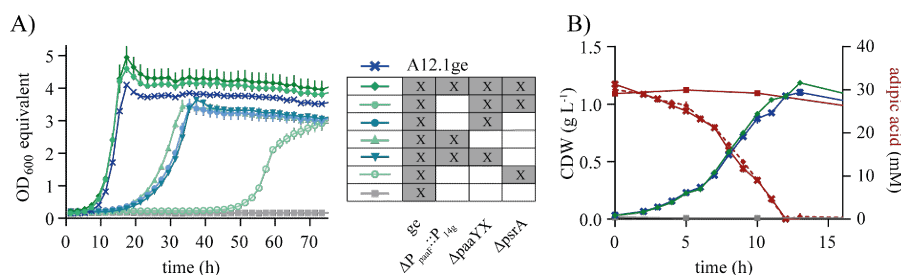 A)
OD600 equivalent
5
4
3
2
1
0
0 10 20 30 40 50 60 70
time (h)
A12.1ge
X X X X
X X X
X X
X X
X X X
X X
X
ge
ΔPpaaF::P14g
ΔpaaYX
ΔpsrA
B)
CDW (g L-1)
1.5
1.0
0.5
0.0
0 5 10 15
time (h)
40
30
20
10
0
adipic acid (mM)